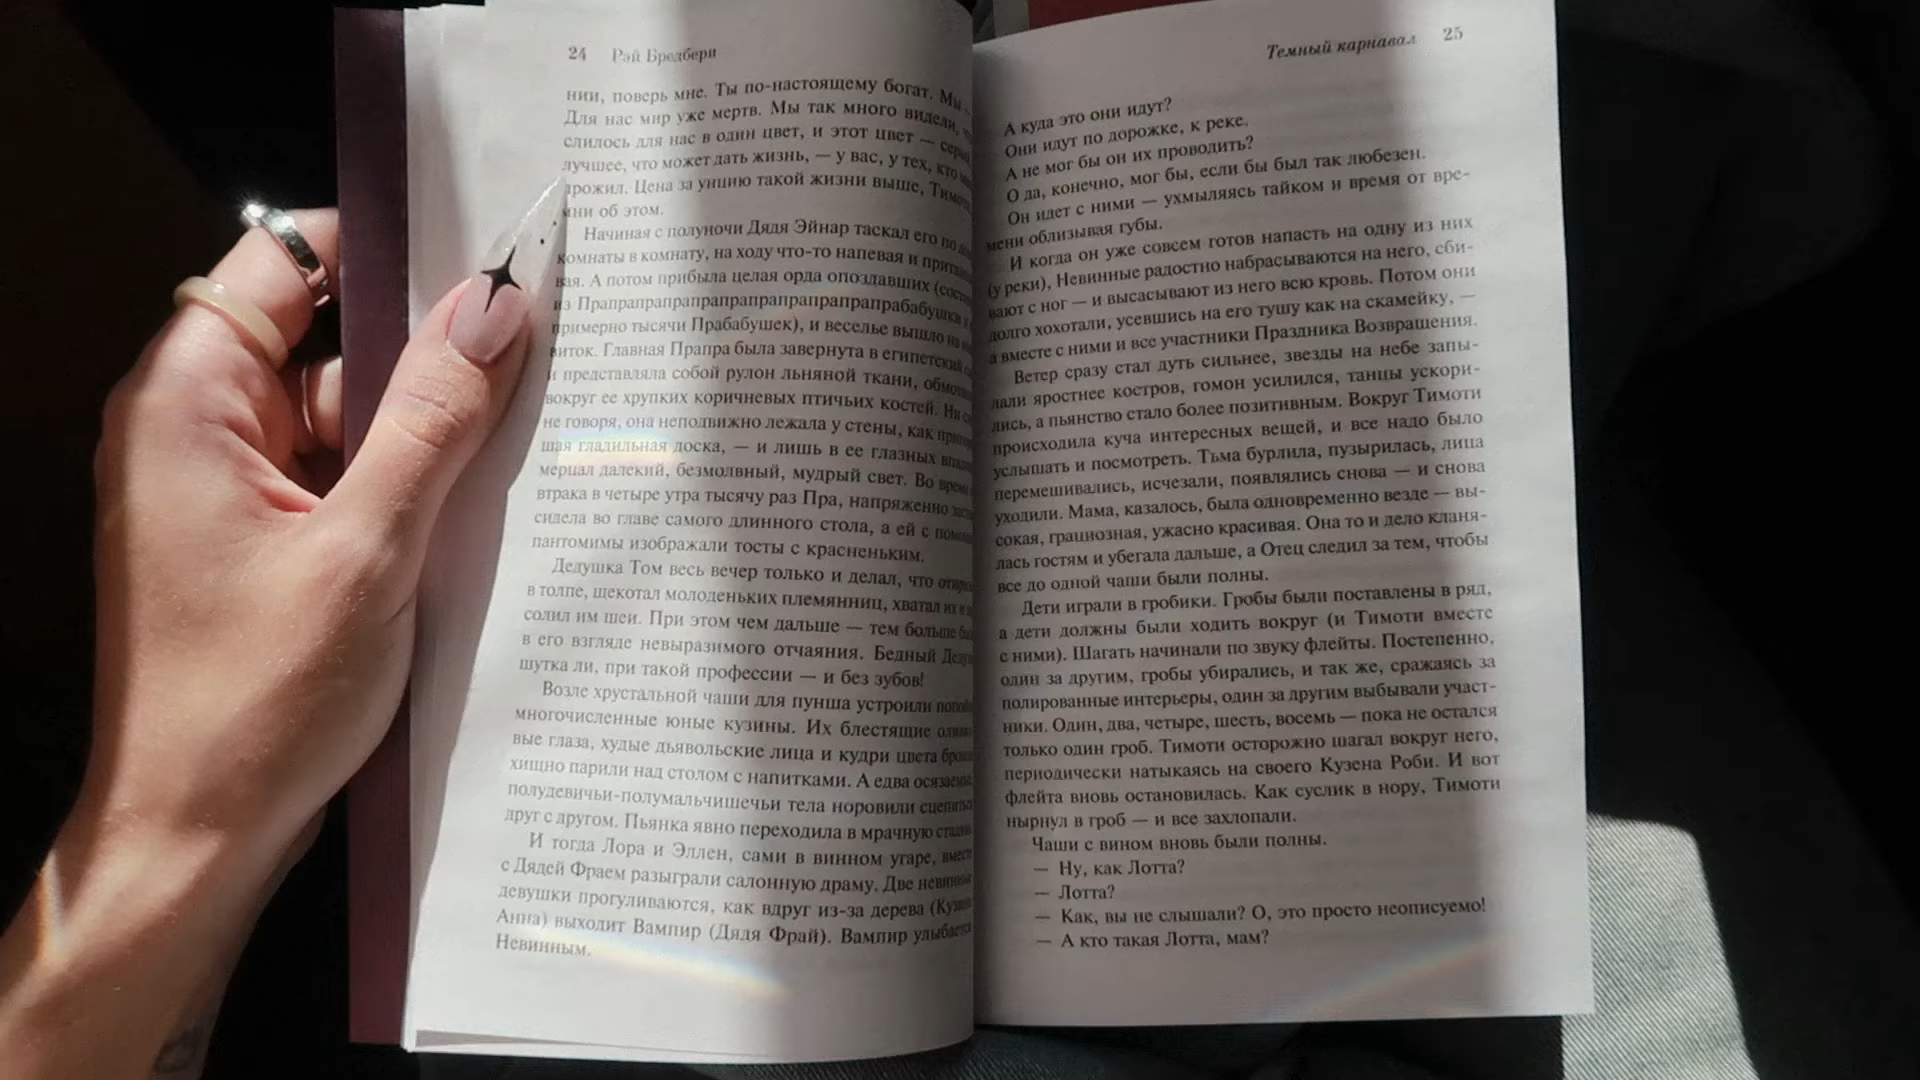 24 Рэй Бредбери
нии, поверь мне. Ты по-настоящему богат. Мы
Для нас мир уже мертв. Мы так много видели,
слилось для нас в один цвет, и этот цвет —
лучшее, что может дать жизнь, — у вас, у тех, кто
прожил. Цена за унцию такой жизни выше,
мни об этом.
Начиная с полуночи Дядя Эйнар таскал его по
комнаты в комнату, на ходу что-то напевая и
вая. А потом прибыла целая орда опоздавших
из
примерно тысячи Прабабушек), и веселье вышло на
виток. Главная Прапра была завернута в египетский
и представляла собой рулон льняной ткани,
вокруг ее хрупких коричневых птичьих костей. Ни
не говоря, она неподвижно лежала у стены, как
шая гладильная доска, — и лишь в ее глазных
мерцал далекий, безмолвный, мудрый свет. Во время
втрака в четыре утра тысячу раз Пра, напряженно
сидела во главе самого длинного стола, а ей с
пантомимы изображали тосты с красненьким.
Дедушка Том весь вечер только и делал, что
в толпе, щекотал молоденьких племянниц, хватал их и
солил им шеи. При этом чем дальше — тем больше
в его взгляде невыразимого отчаяния. Бедный
шутка ли, при такой профессии — и без зубов!
Возле хрустальной чаши для пунша устроили
многочисленные юные кузины. Их блестящие
вые глаза, худые дьявольские лица и кудри цвета
хищно парили над столом с напитками. А едва
полудевичьи-полумальчишечьи тела норовили
друг с другом. Пьянка явно переходила в мрачную
И тогда Лора и Эллен, сами в винном угаре, вместе
с Дядей Фраем разыграли салонную драму. Две
девушки прогуливаются, как вдруг из-за дерева
Анна) выходит Вампир (Дядя Фрай). Вампир улыбается
Невинным.
Темный карнавал 25
А куда это они идут?
Они идут по дорожке, к реке.
А не мог бы он их проводить?
О да, конечно, мог бы, если бы был так любезен.
Он идет с ними — ухмыляясь тайком и время от вре-
мени облизывая губы.
И когда он уже совсем готов напасть на одну из них
(у реки), Невинные радостно набрасываются на него, сби-
вают с ног — и высасывают из него всю кровь. Потом они
долго хохотали, усевшись на его тушу как на скамейку, —
а вместе с ними и все участники Праздника Возвращения.
Ветер сразу стал дуть сильнее, звезды на небе запы-
лали яростнее костров, гомон усилился, танцы ускори-
лись, а пьянство стало более позитивным. Вокруг Тимоти
происходила куча интересных вещей, и все надо было
услышать и посмотреть. Тьма бурлила, пузырилась, лица
перемешивались, исчезали, появлялись снова — и снова
уходили. Мама, казалось, была одновременно везде — вы-
сокая, грациозная, ужасно красивая. Она то и дело кланя-
лась гостям и убегала дальше, а Отец следил за тем, чтобы
все до одной чаши были полны.
Дети играли в гробики. Гробы были поставлены в ряд,
а дети должны были ходить вокруг (и Тимоти вместе
с ними). Шагать начинали по звуку флейты. Постепенно,
один за другим, гробы убирались, и так же, сражаясь за
полированные интерьеры, один за другим выбывали участ-
ники. Один, два, четыре, шесть, восемь — пока не остался
только один гроб. Тимоти осторожно шагал вокруг него,
периодически натыкаясь на своего Кузена Роби. И вот
флейта вновь остановилась. Как суслик в нору, Тимоти
нырнул в гроб — и все захлопали.
Чаши с вином вновь были полны.
— Ну, как Лотта?
— Лотта?
— Как, вы не слышали? О, это просто неописуемо!
— А кто такая Лотта, мам?